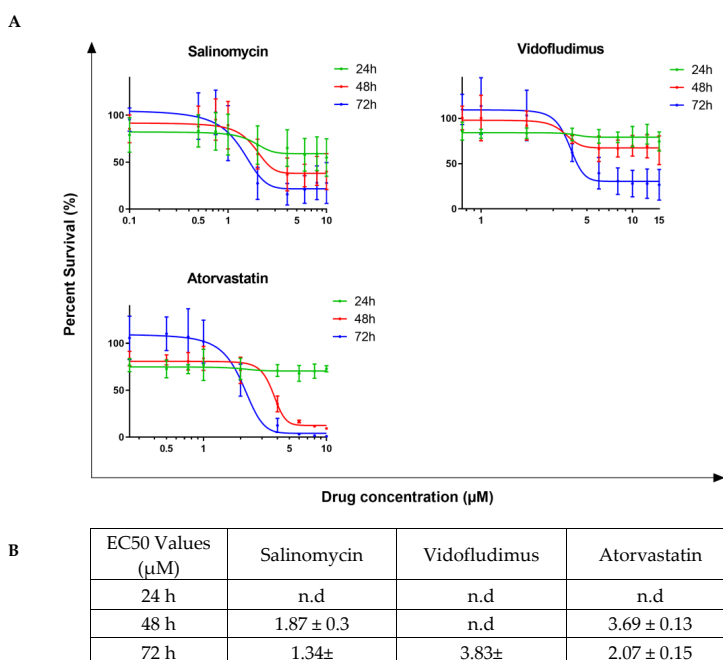 A
Salinomycin
24h
48h
72h
100
50
0
0.1 0.5 1 5 10
Vidofludimus
24h
48h
72h
100
50
0
1 5 10 15
Atorvastatin
24h
48h
72h
100
50
0
0.5 1 5 10
Percent Survival (%)
Drug concentration (µM)
B
EC50 Values (µM) Salinomycin Vidofludimus Atorvastatin
24 h n.d n.d n.d
48 h 1.87 ± 0.3 n.d 3.69 ± 0.13
72 h 1.34± 3.83± 2.07 ± 0.15